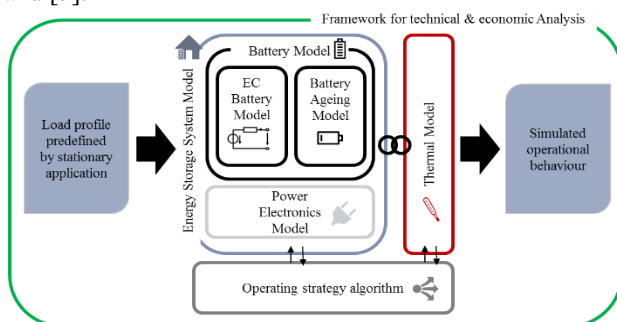 Framework for technical & economic Analysis
Load profile
predefined
by stationary
application
Energy Storage System Model
Battery Model
EC
Battery
Model
Battery
Ageing
Model
Power
Electronics
Model
Thermal Model
Simulated
operational
behaviour
Operating strategy algorithm